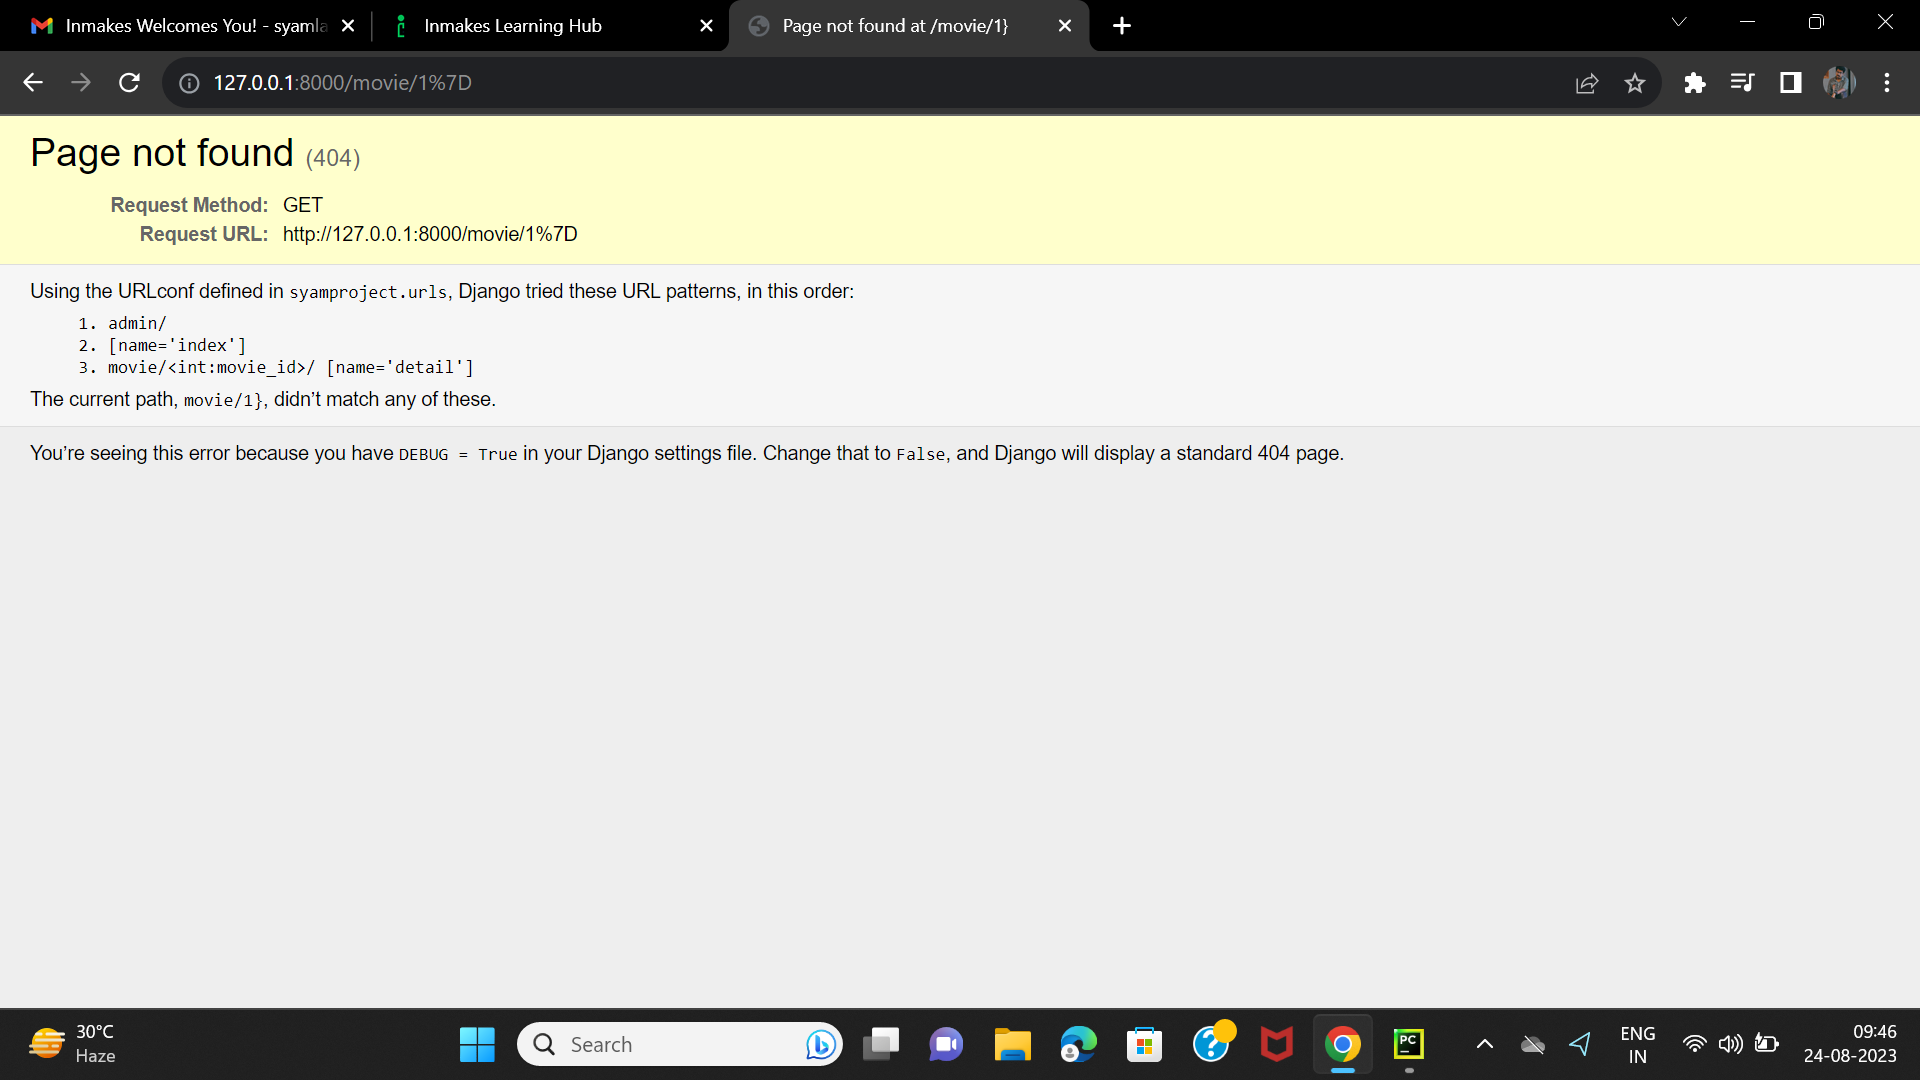 Inmakes Welcomes You! - syamla
Inmakes Learning Hub
Page not found at /movie/1}
127.0.0.1:8000/movie/1%7D
Page not found (404)
Request Method: GET
Request URL: http://127.0.0.1:8000/movie/1%7D
Using the URLconf defined in syamproject.urls, Django tried these URL patterns, in this order:
1. admin/
2. [name='index']
3. movie/<int:movie_id>/ [name='detail']
The current path, movie/1}, didn’t match any of these.
You’re seeing this error because you have DEBUG = True in your Django settings file. Change that to False, and Django will display a standard 404 page.
30°C
Haze
Search
PC
ENG
IN
09:46
24-08-2023